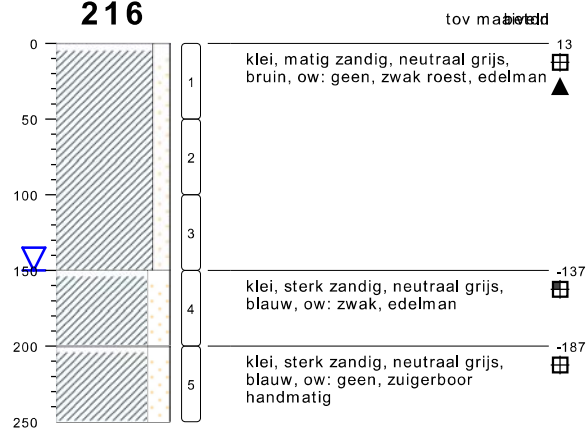 216
tov maaiveld
0
13
klei, matig zandig, neutraal grijs,
bruin, ow: geen, zwak roest, edelman
1
50
2
100
3
150
-137
klei, sterk zandig, neutraal grijs,
blauw, ow: zwak, edelman
4
200
-187
klei, sterk zandig, neutraal grijs,
blauw, ow: geen, zuigerboor
handmatig
5
250